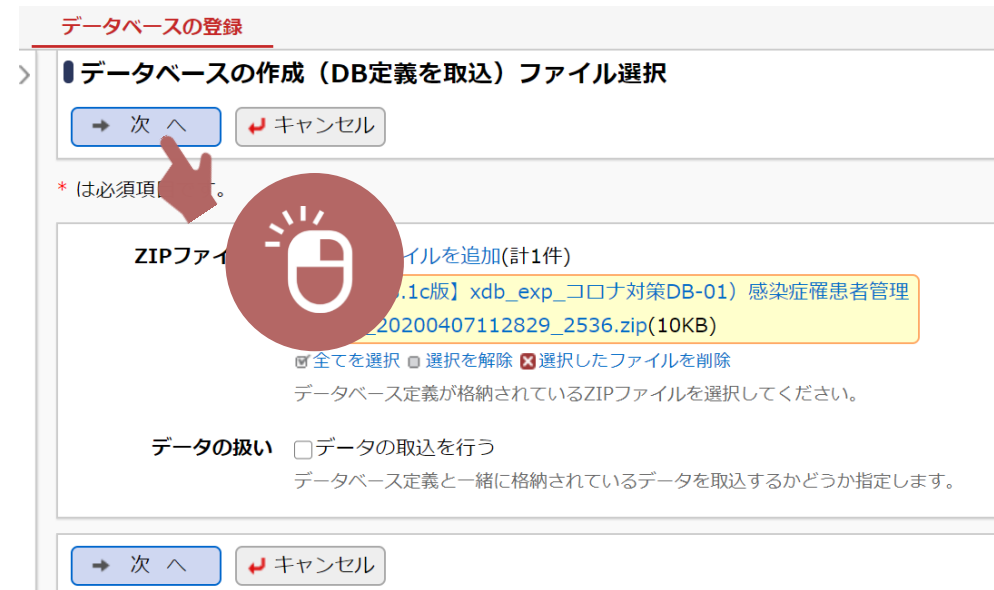 データベースの登録
データベースの作成（DB定義を取込）ファイル選択
次 へ キャンセル
* は必須項目です。
ZIPファイ イルを追加(計1件)
.1c版】xdb_exp_コロナ対策DB-01）感染症罹患者管理
_20200407112829_2536.zip(10KB)
全てを選択 選択を解除 選択したファイルを削除
データベース定義が格納されているZIPファイルを選択してください。
データの扱い データの取込を行う
データベース定義と一緒に格納されているデータを取込するかどうか指定します。
次 へ キャンセル